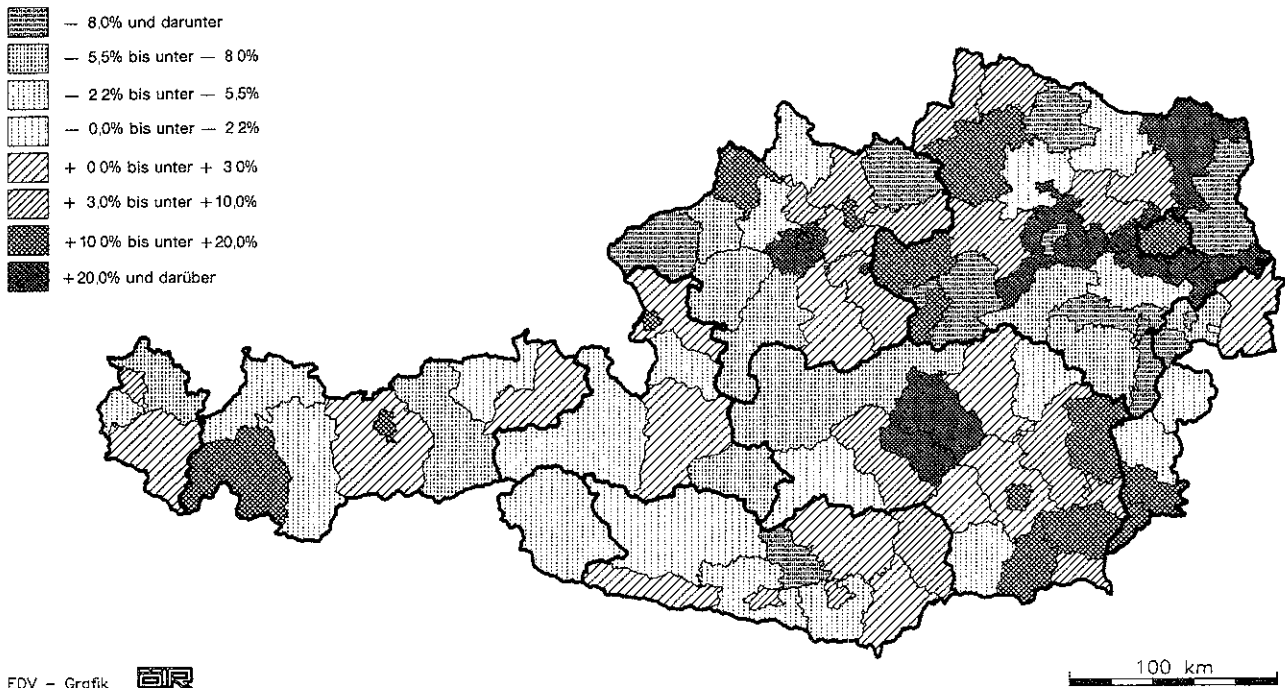 — 8,0% und darunter
— 5,5% bis unter — 8 0%
— 2 2% bis unter — 5,5%
— 0,0% bis unter — 2 2%
+ 0 0% bis unter + 3 0%
+ 3,0% bis unter +10,0%
+10 0% bis unter +20,0%
+20,0% und darüber
EDV – Grafik ÖIR
100 km